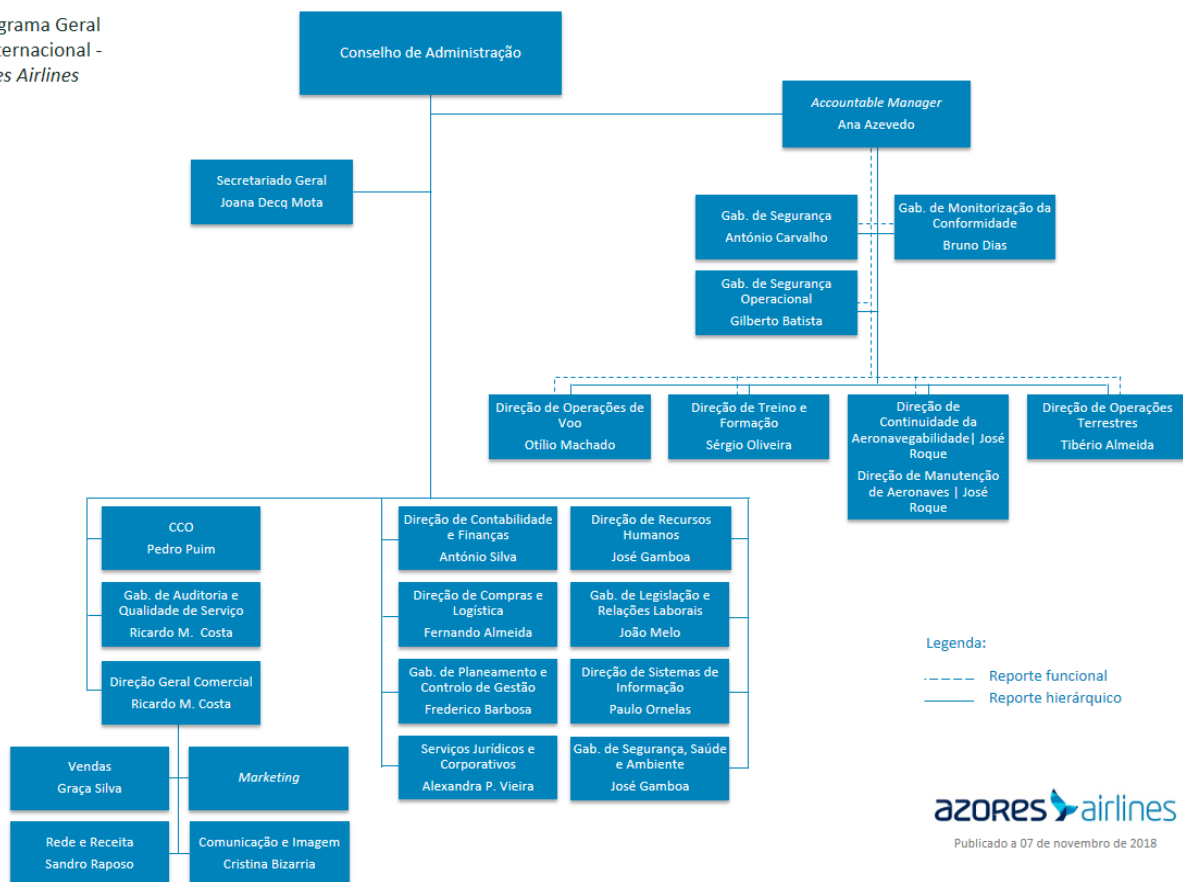 grama Geral
ternacional -
es Airlines
Conselho de Administração
Accountable Manager
Ana Azevedo
Secretariado Geral
Joana Decq Mota
Gab. de Segurança
António Carvalho
Gab. de Monitorização da
Conformidade
Bruno Dias
Gab. de Segurança
Operacional
Gilberto Batista
Direção de Operações de
Voo
Otílio Machado
Direção de Treino e
Formação
Sérgio Oliveira
Direção de
Continuidade da
Aeronavegabilidade| José
Roque
Direção de Manutenção
de Aeronaves | José
Roque
Direção de Operações
Terrestres
Tibério Almeida
CCO
Pedro Puim
Gab. de Auditoria e
Qualidade de Serviço
Ricardo M. Costa
Direção Geral Comercial
Ricardo M. Costa
Vendas
Graça Silva
Marketing
Rede e Receita
Sandro Raposo
Comunicação e Imagem
Cristina Bizarria
Direção de Contabilidade
e Finanças
António Silva
Direção de Recursos
Humanos
José Gamboa
Direção de Compras e
Logística
Fernando Almeida
Gab. de Legislação e
Relações Laborais
João Melo
Gab. de Planeamento e
Controlo de Gestão
Frederico Barbosa
Direção de Sistemas de
Informação
Paulo Ornelas
Serviços Jurídicos e
Corporativos
Alexandra P. Vieira
Gab. de Segurança, Saúde
e Ambiente
José Gamboa
Legenda:
Reporte funcional
Reporte hierárquico
azores airlines
Publicado a 07 de novembro de 2018